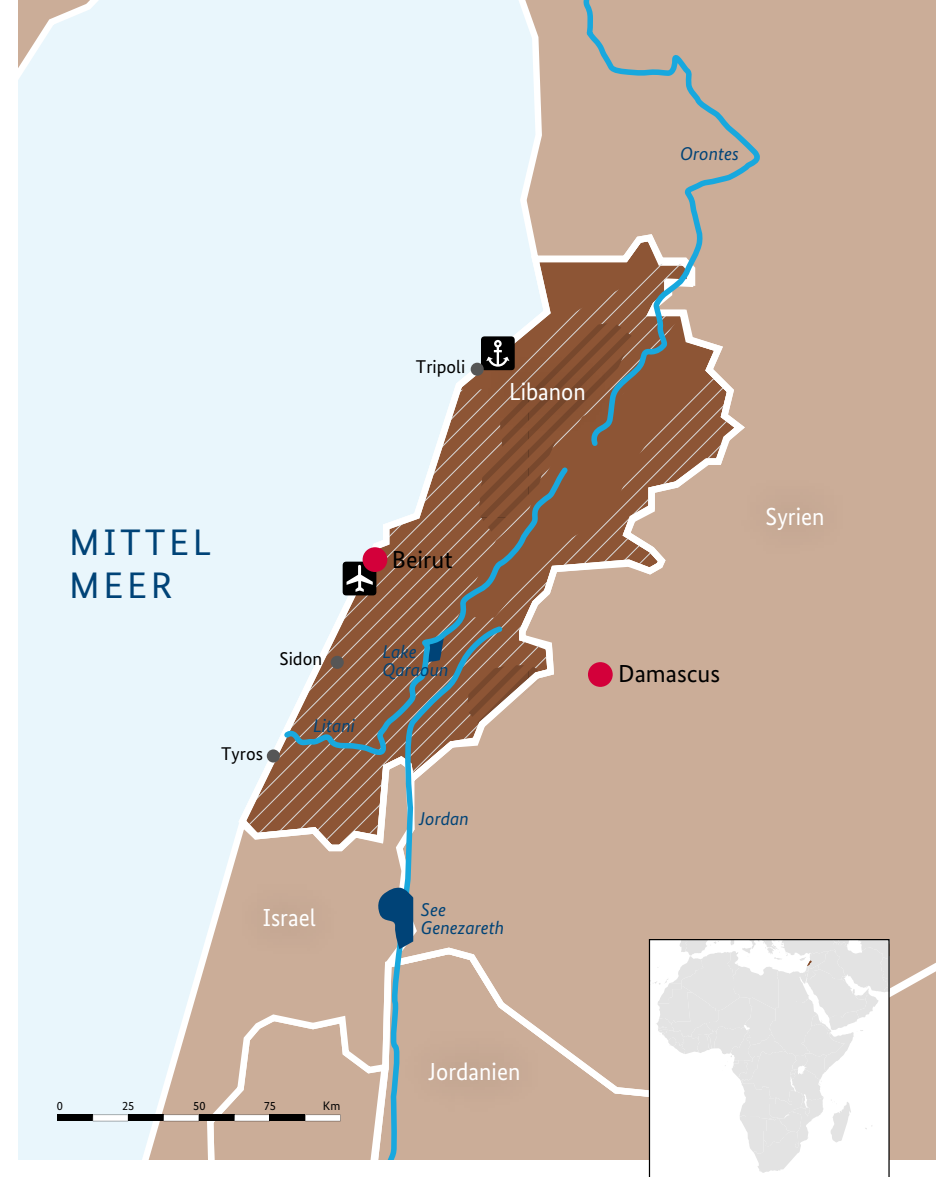 Orontes
Tripoli
Libanon
Syrien
MITTEL
MEER
Beirut
Sidon
Lake
Qaraoun
Damascus
Litani
Tyros
Jordan
See
Genezareth
Israel
Jordanien
0 25 50 75 Km